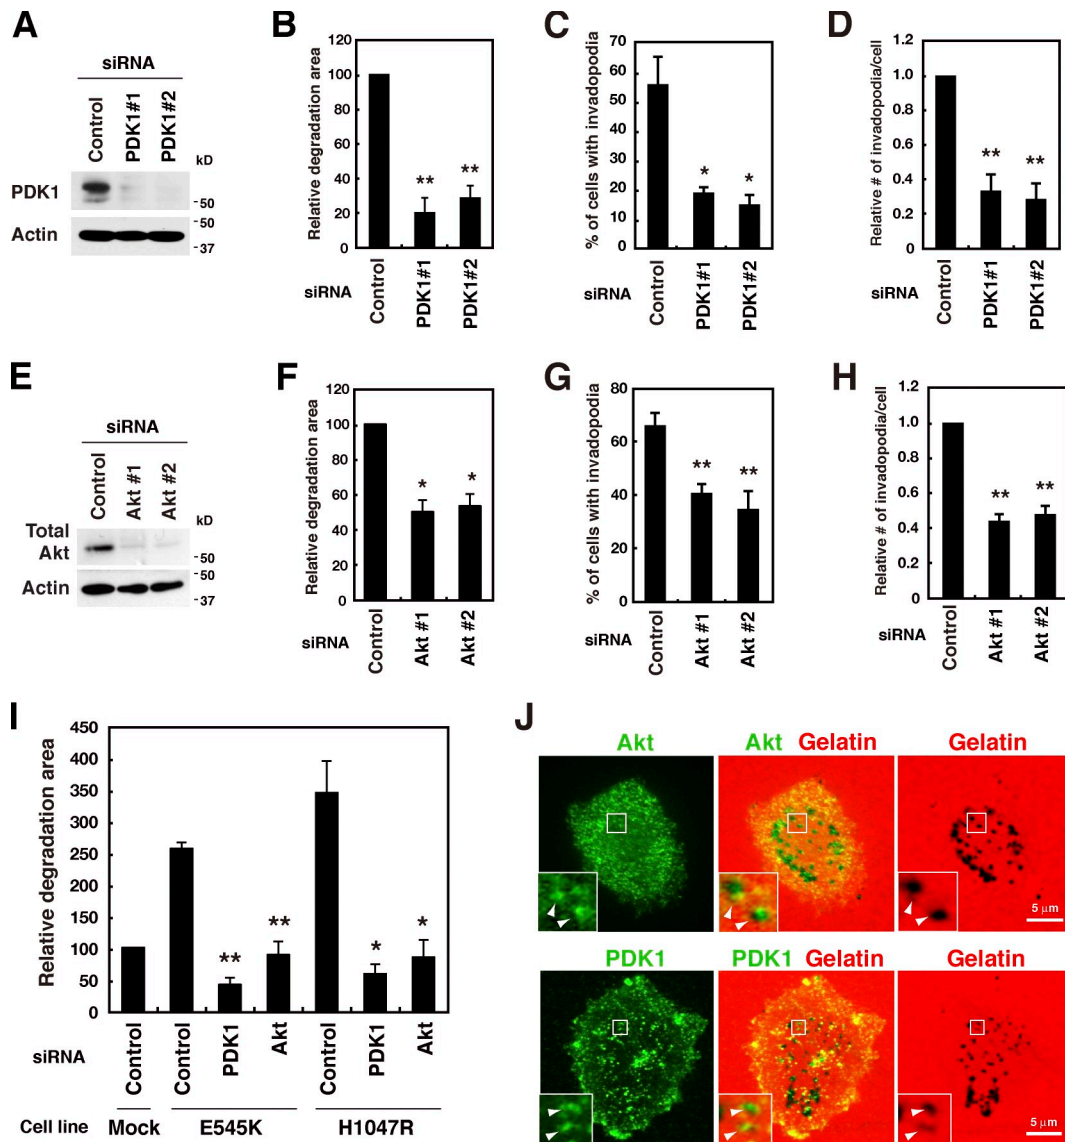 A
siRNA
Control
PDK1#1
PDK1#2
kD
PDK1
-50
-50
Actin
-37
B
Relative degradation area
120
100
80
60
40
20
0
**
**
siRNA
Control
PDK1#1
PDK1#2
C
% of cells with invadopodia
70
60
50
40
30
20
10
0
*
*
siRNA
Control
PDK1#1
PDK1#2
D
Relative # of invadopodia/cell
1.2
1.0
0.8
0.6
0.4
0.2
0
**
**
siRNA
Control
PDK1#1
PDK1#2
E
siRNA
Control
Akt #1
Akt #2
kD
Total
Akt
-50
-50
Actin
-37
F
Relative degradation area
120
100
80
60
40
20
0
*
*
siRNA
Control
Akt #1
Akt #2
G
% of cells with invadopodia
80
60
40
20
0
**
**
siRNA
Control
Akt #1
Akt #2
H
Relative # of invadopodia/cell
1.2
1.0
0.8
0.6
0.4
0.2
0
**
**
siRNA
Control
Akt #1
Akt #2
I
Relative degradation area
450
400
350
300
250
200
150
100
50
0
**
**
*
*
siRNA
Control
Control
PDK1
Akt
Control
PDK1
Akt
Cell line
Mock
E545K
H1047R
J
Akt
Akt Gelatin
Gelatin
5 μm
PDK1
PDK1 Gelatin
Gelatin
5 μm